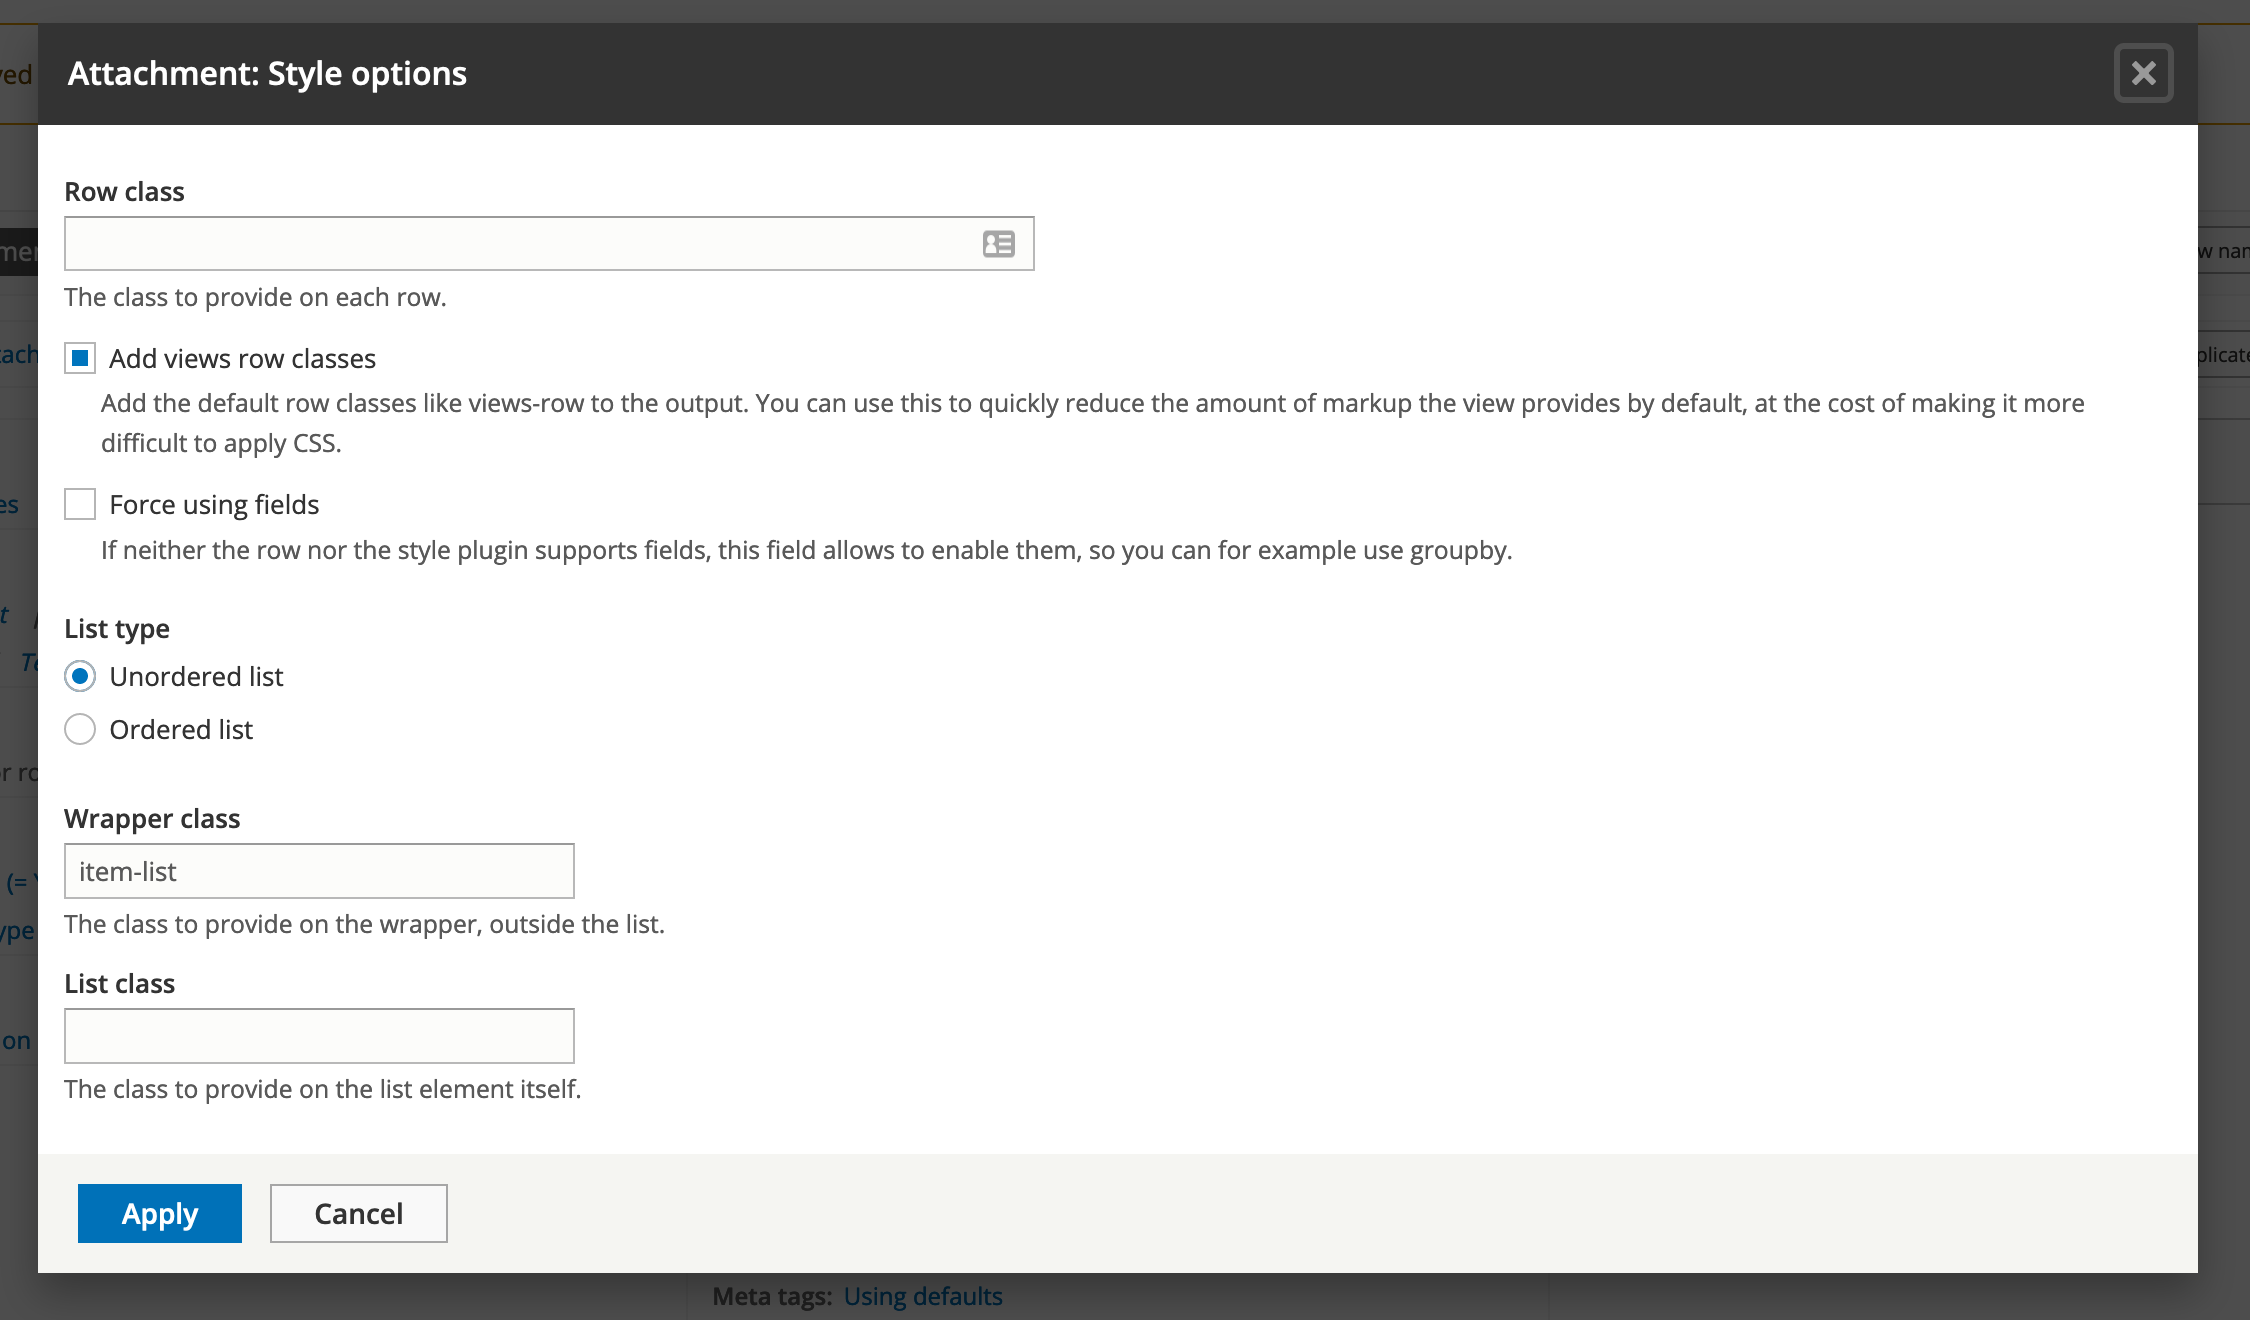 Attachment: Style options
Row class
The class to provide on each row.
Add views row classes
Add the default row classes like views-row to the output. You can use this to quickly reduce the amount of markup the view provides by default, at the cost of making it more
difficult to apply CSS.
Force using fields
If neither the row nor the style plugin supports fields, this field allows to enable them, so you can for example use groupby.
List type
Unordered list
Ordered list
Wrapper class
item-list
The class to provide on the wrapper, outside the list.
List class
on
The class to provide on the list element itself.
Apply
Cancel
Meta tags: Using defaults